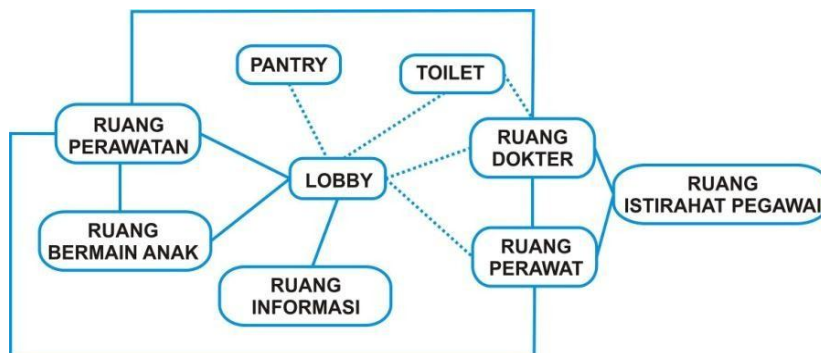 PANTRY
TOILET
RUANG
PERAWATAN
RUANG
DOKTER
LOBBY
RUANG
ISTIRAHAT PEGAWAI
RUANG
BERMAIN ANAK
RUANG
PERAWAT
RUANG
INFORMASI